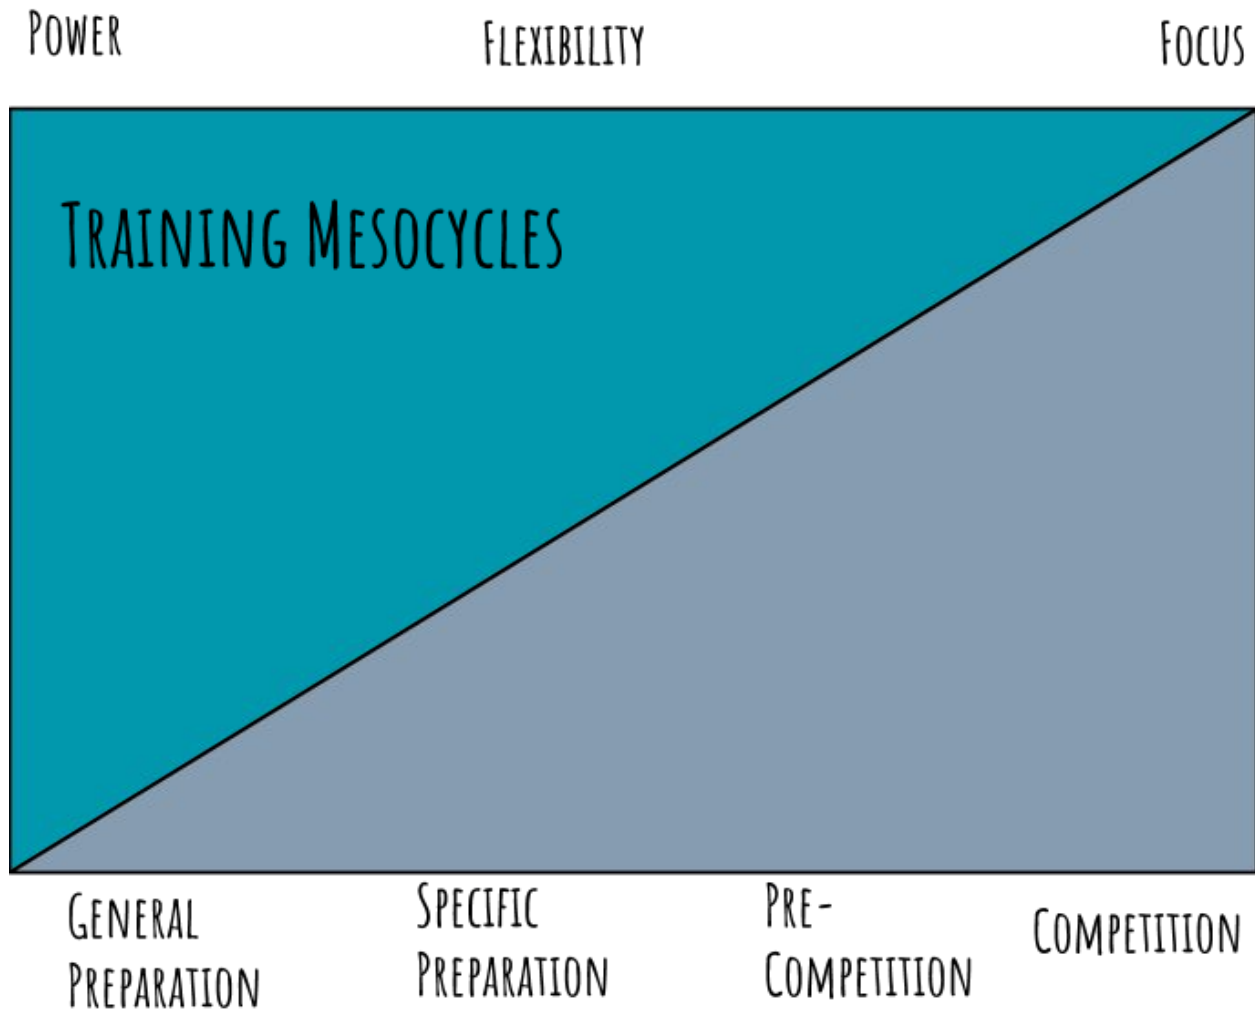 Power Flexibility Focus
Training Mesocycles
General
Preparation
Specific
Preparation
Pre-
Competition
Competition